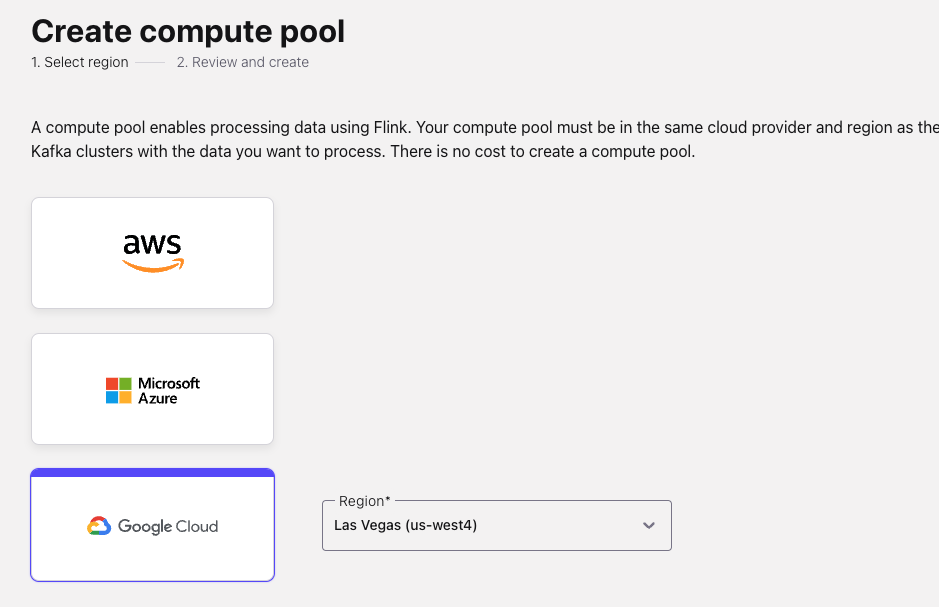 Create compute pool
1. Select region 2. Review and create
A compute pool enables processing data using Flink. Your compute pool must be in the same cloud provider and region as the
Kafka clusters with the data you want to process. There is no cost to create a compute pool.
aws
Microsoft
Azure
Google Cloud
Region*
Las Vegas (us-west4)